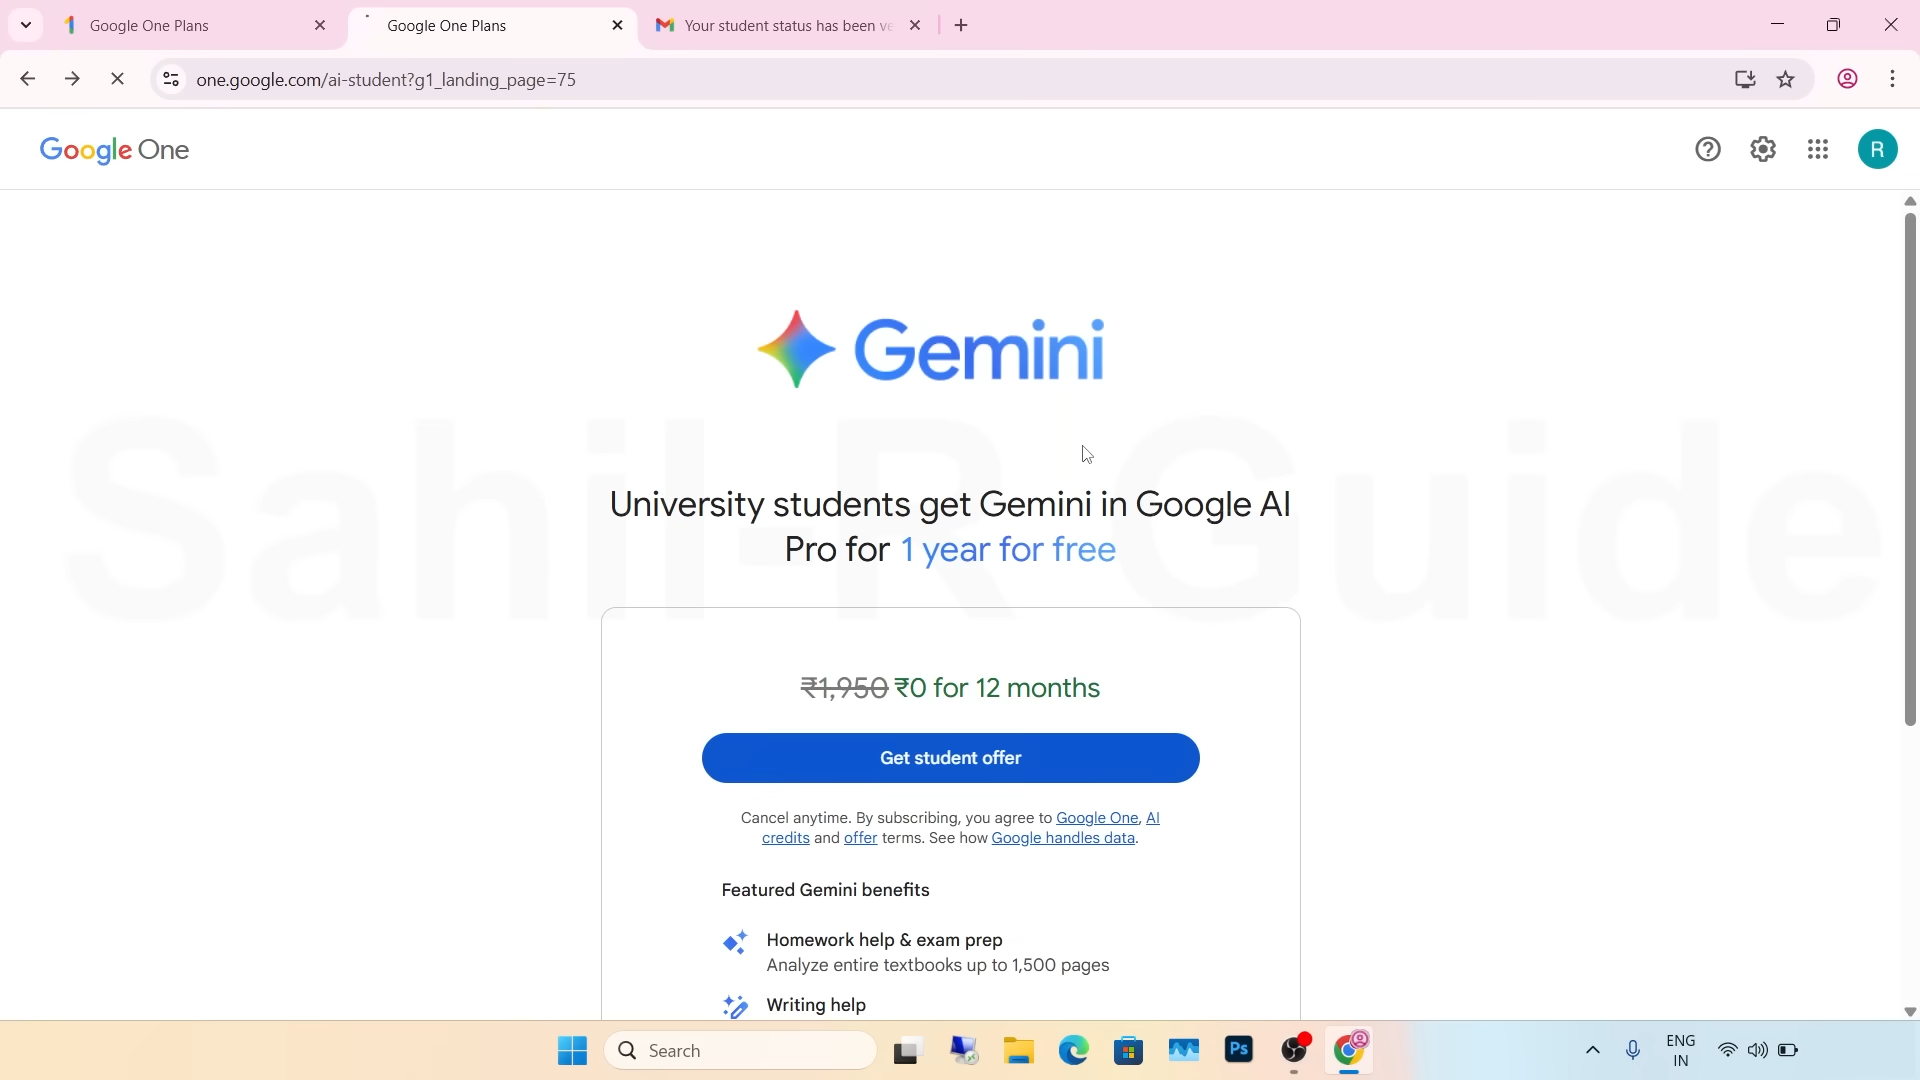 Google One Plans
Google One Plans
Your student status has been ve
one.google.com/ai-student?g1_landing_page=75
Google One
R
Gemini
Sahil-R Guide
University students get Gemini in Google AI
Pro for 1 year for free
₹1,950 ₹0 for 12 months
Get student offer
Cancel anytime. By subscribing, you agree to Google One, AI
credits and offer terms. See how Google handles data.
Featured Gemini benefits
Homework help & exam prep
Analyze entire textbooks up to 1,500 pages
Writing help
Search
Ps
ENG
IN